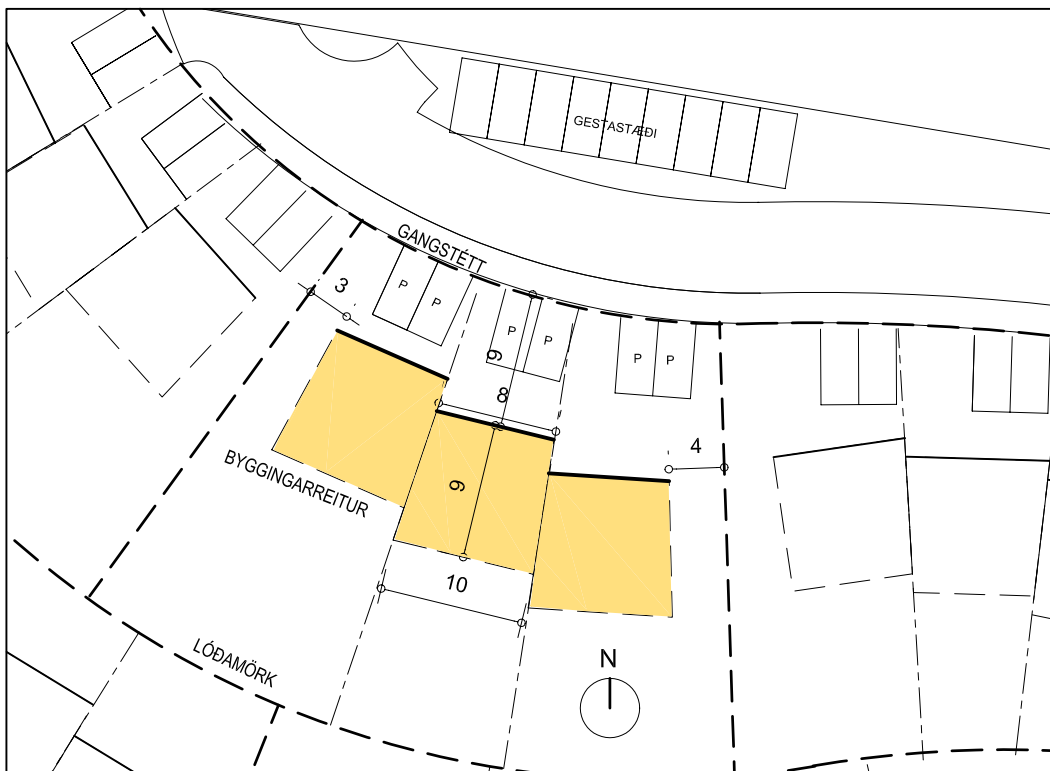 GESTASTÆÐI
GANGSTÉTT
3
P
P
P
P
P
P
9
8
4
BYGGINGARREITUR
9
10
LÓÐAMÖRK
N